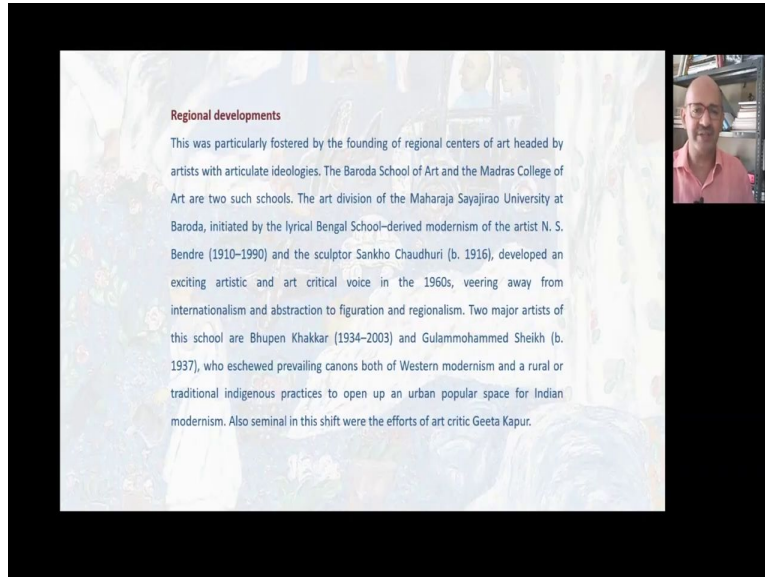 Regional developments
This was particularly fostered by the founding of regional centers of art headed by
artists with articulate ideologies. The Baroda School of Art and the Madras College of
Art are two such schools. The art division of the Maharaja Sayajirao University at
Baroda, initiated by the lyrical Bengal School–derived modernism of the artist N. S.
Bendre (1910–1990) and the sculptor Sankho Chaudhuri (b. 1916), developed an
exciting artistic and art critical voice in the 1960s, veering away from
internationalism and abstraction to figuration and regionalism. Two major artists of
this school are Bhupen Khakkar (1934–2003) and Gulammohammed Sheikh (b.
1937), who eschewed prevailing canons both of Western modernism and a rural or
traditional indigenous practices to open up an urban popular space for Indian
modernism. Also seminal in this shift were the efforts of art critic Geeta Kapur.